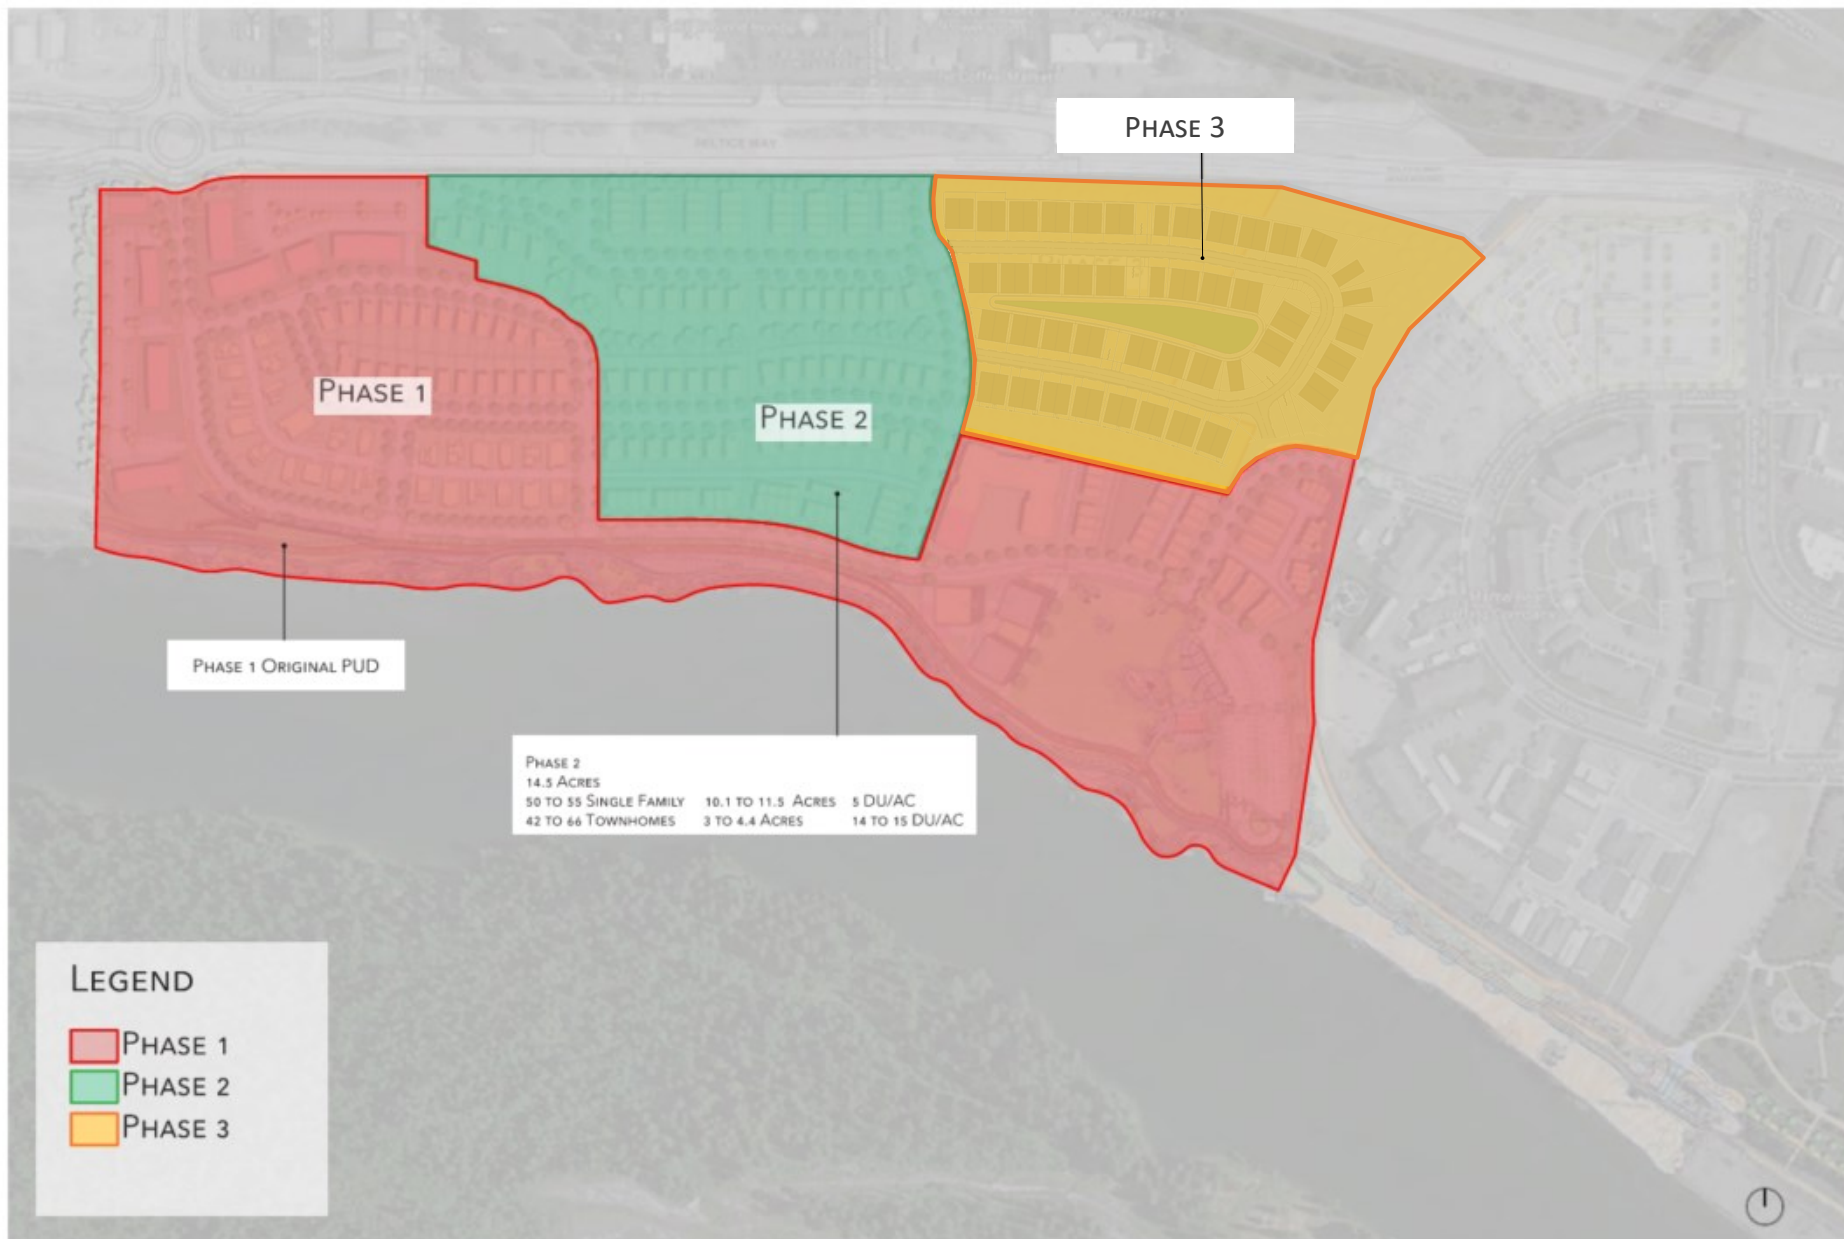 PHASE 3
PHASE 1
PHASE 2
PHASE 1 ORIGINAL PUD
PHASE 2
14.5 ACRES
50 TO 55 SINGLE FAMILY 10.1 TO 11.5 ACRES 5 DU/AC
42 TO 66 TOWNHOMES 3 TO 4.4 ACRES 14 TO 15 DU/AC
LEGEND
PHASE 1
PHASE 2
PHASE 3